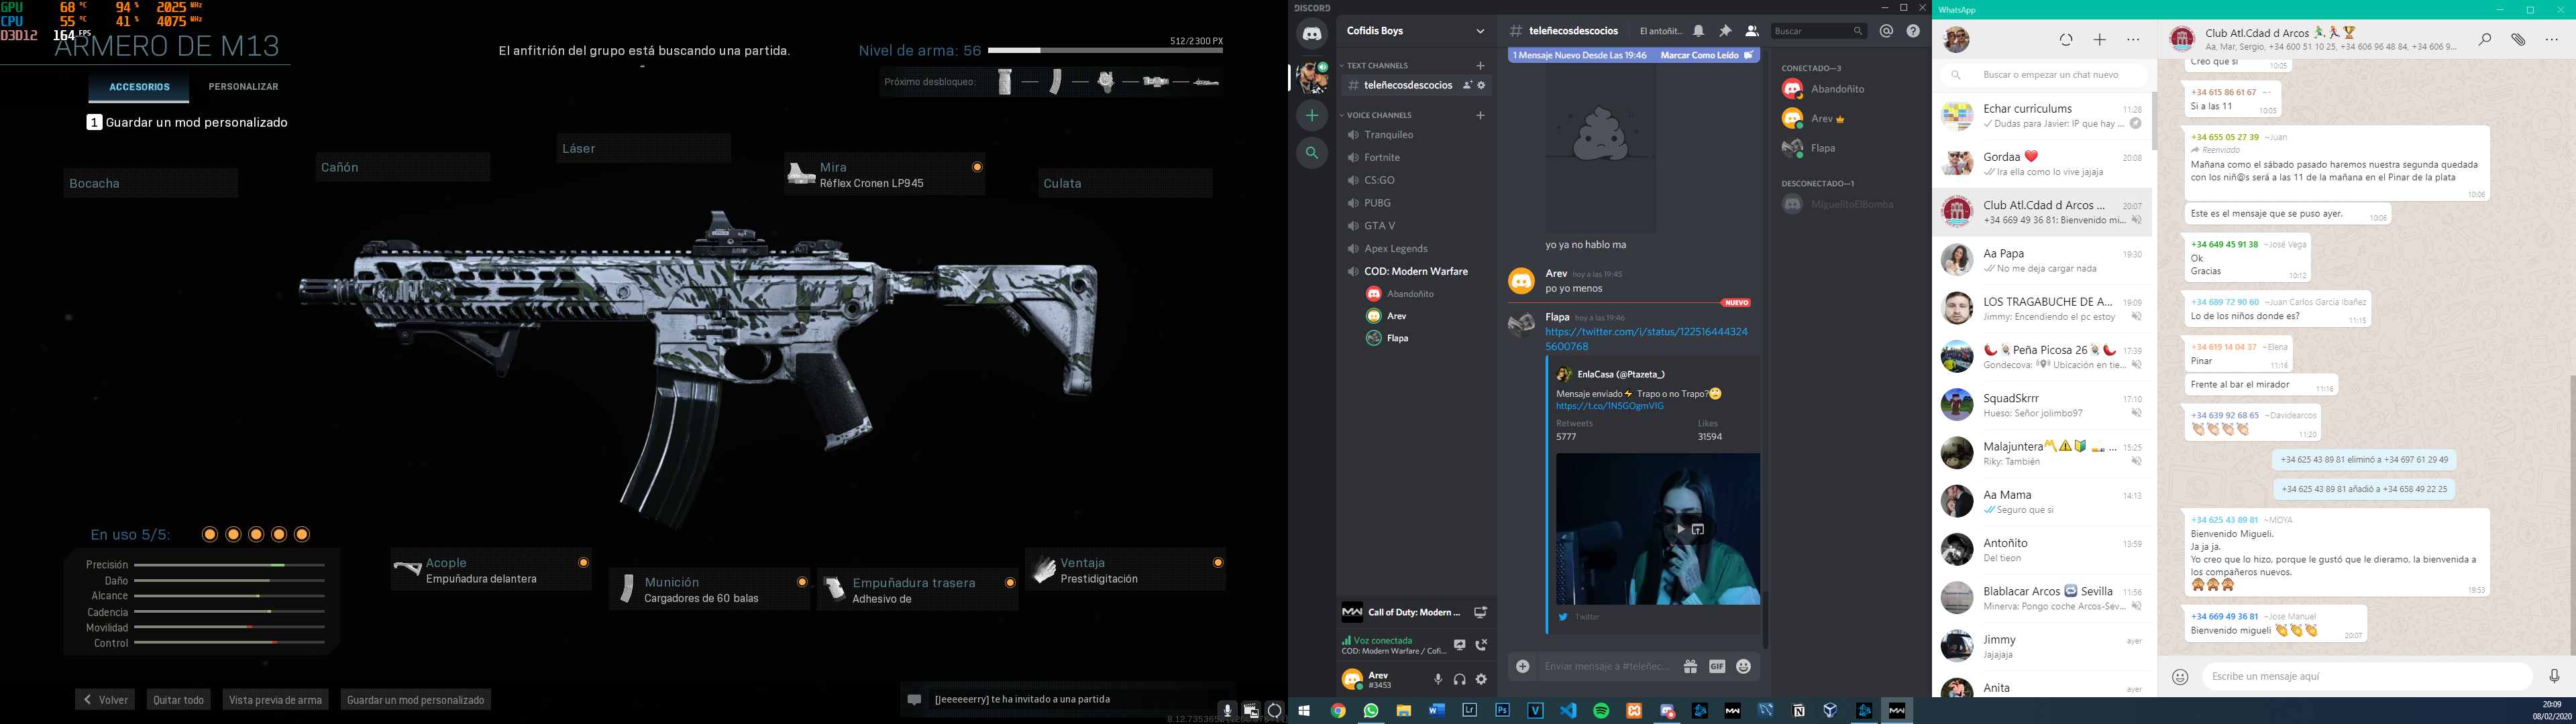 GPU 68 °C 94 % 2025 MHz
CPU 55 °C 41 % 4075 MHz
D3D12 164 FPS
ARMERO DE M13
ACCESORIOS PERSONALIZAR
1 Guardar un mod personalizado
El anfitrión del grupo está buscando una partida.
Nivel de arma: 56
512/2300 PX
Próximo desbloqueo:
Bocacha
Cañón
Láser
Mira
Réflex Cronen LP945
Culata
En uso 5/5:
Precisión
Daño
Alcance
Cadencia
Movilidad
Control
Acople
Empuñadura delantera
Munición
Cargadores de 60 balas
Empuñadura trasera
Adhesivo de
Ventaja
Prestidigitación
Volver
Quitar todo
Vista previa de arma
Guardar un mod personalizado
[Jeeeeeerry] te ha invitado a una partida
DISCORD
Cofidis Boys
TEXT CHANNELS
# teleñecosdescocios
VOICE CHANNELS
Tranquileo
Fortnite
CS:GO
PUBG
GTA V
Apex Legends
COD: Modern Warfare
Abandoñito
Arev
Flapa
Call of Duty: Modern ...
Voz conectada
COD: Modern Warfare / Cofi...
Arev
#3453
# teleñecosdescocios
El antoñit...
Buscar
1 Mensaje Nuevo Desde Las 19:46 Marcar Como Leído
yo ya no hablo ma
Arev hoy a las 19:45
po yo menos
NUEVO
Flapa hoy a las 19:46
https://twitter.com/i/status/122516444324
5600768
EnlaCasa (@Ptazeta_)
Mensaje enviado⚡ Trapo o no Trapo?🙄
https://t.co/1N5GOgmVIG
Retweets Likes
5777 31594
Twitter
Enviar mensaje a #teleñec...
GIF
CONECTADO—3
Abandoñito
Arev
Flapa
DESCONECTADO—1
MiguelitoElBomba
WhatsApp
Buscar o empezar un chat nuevo
Echar curriculums 11:28
Dudas para Javier: IP que hay ...
Gordaa ❤️ 20:08
Ira ella como lo vive jajaja
Club Atl.Cdad d Arcos ... 20:07
+34 669 49 36 81: Bienvenido mi...
Aa Papa 19:30
No me deja cargar nada
LOS TRAGABUCHE DE A... 19:09
Jimmy: Encendiendo el pc estoy
🌶️🃏Peña Picosa 26🃏🌶️ 17:39
Gondecova: Ubicación en tie...
SquadSkrrr 17:10
Hueso: Señor jolimbo97
Malajuntera ⚠️🔰🚬 ... 15:25
Riky: También
Aa Mama 14:13
Seguro que si
Antoñito 13:59
Del tieon
Blablacar Arcos Sevilla 11:56
Minerva: Pongo coche Arcos-Sev...
Jimmy ayer
Jajajaja
Anita ayer
Club Atl.Cdad d Arcos 🏃‍♂️🏃‍♀️🏆
Aa, Mar, Sergio, +34 600 51 10 25, +34 606 96 48 84, +34 606 9...
Creo que si 10:05
+34 615 86 61 67 ~-
Si a las 11 10:05
+34 655 05 27 39 ~Juan
Reenviado
Mañana como el sábado pasado haremos nuestra segunda quedada
con los niñ@s será a las 11 de la mañana en el Pinar de la plata
10:06
Este es el mensaje que se puso ayer. 10:06
+34 649 45 91 38 ~José Vega
Ok
Gracias 10:12
+34 689 72 90 60 ~Juan Carlos Garcia Ibañez
Lo de los niños donde es? 11:15
+34 619 14 04 37 ~Elena
Pinar 11:16
Frente al bar el mirador 11:16
+34 639 92 68 65 ~Davidearcos
👏🏻👏🏻👏🏻👏🏻 11:20
+34 625 43 89 81 eliminó a +34 697 61 29 49
+34 625 43 89 81 añadió a +34 658 49 22 25
+34 625 43 89 81 ~MOYA
Bienvenido Migueli.
Ja ja ja.
Yo creo que lo hizo, porque le gustó que le dieramo, la bienvenida a
los compañeros nuevos.
🙈🙈🙈 19:53
+34 669 49 36 81 ~Jose Manuel
Bienvenido migueli 👏👏👏 20:07
Escribe un mensaje aquí
20:09
08/02/2020